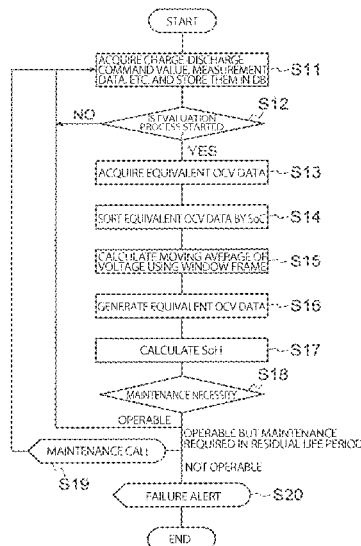 START
ACQUIRE CHARGE-DISCHARGE
COMMAND VALUE, MEASUREMENT
DATA, ETC. AND STORE THEM IN DB
S11
S12
NO
IS EVALUATION
PROCESS STARTED
YES
ACQUIRE EQUIVALENT OCV DATA
S13
SORT EQUIVALENT OCV DATA BY SoC
S14
CALCULATE MOVING AVERAGE OF
VOLTAGE USING WINDOW FRAME
S15
GENERATE EQUIVALENT OCV DATA
S16
CALCULATE SoH
S17
S18
MAINTENANCE NECESSITY
OPERABLE
OPERABLE BUT MAINTENANCE
REQUIRED IN RESIDUAL LIFE PERIOD
MAINTENANCE CALL
S19
NOT OPERABLE
FAILURE ALERT
S20
END